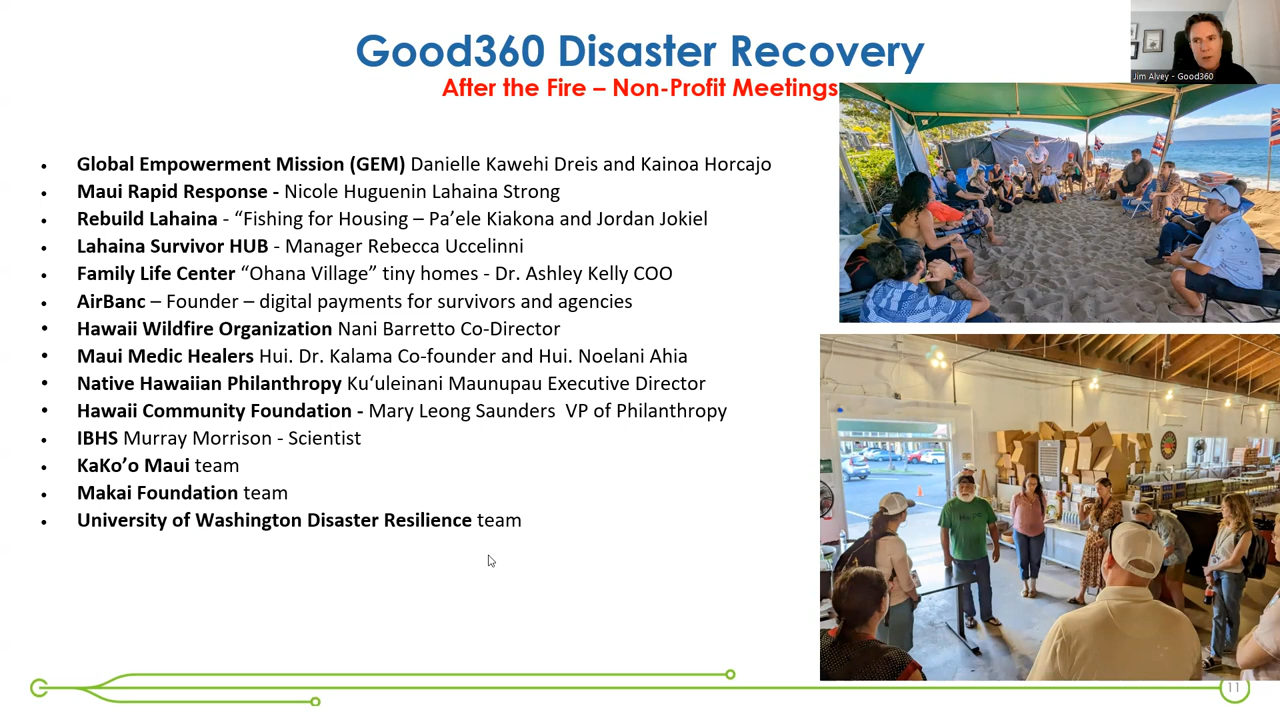 Good360 Disaster Recovery
After the Fire – Non-Profit Meetings
Jim Alvey - Good360
• Global Empowerment Mission (GEM) Danielle Kawehi Dreis and Kainoa Horcajo
• Maui Rapid Response - Nicole Huguenin Lahaina Strong
• Rebuild Lahaina - “Fishing for Housing – Pa’ele Kiakona and Jordan Jokiel
• Lahaina Survivor HUB - Manager Rebecca Uccelinni
• Family Life Center “Ohana Village” tiny homes - Dr. Ashley Kelly COO
• AirBanc – Founder – digital payments for survivors and agencies
• Hawaii Wildfire Organization Nani Barretto Co-Director
• Maui Medic Healers Hui. Dr. Kalama Co-founder and Hui. Noelani Ahia
• Native Hawaiian Philanthropy Ku‘uleinani Maunupau Executive Director
• Hawaii Community Foundation - Mary Leong Saunders VP of Philanthropy
• IBHS Murray Morrison - Scientist
• KaKo’o Maui team
• Makai Foundation team
• University of Washington Disaster Resilience team
11